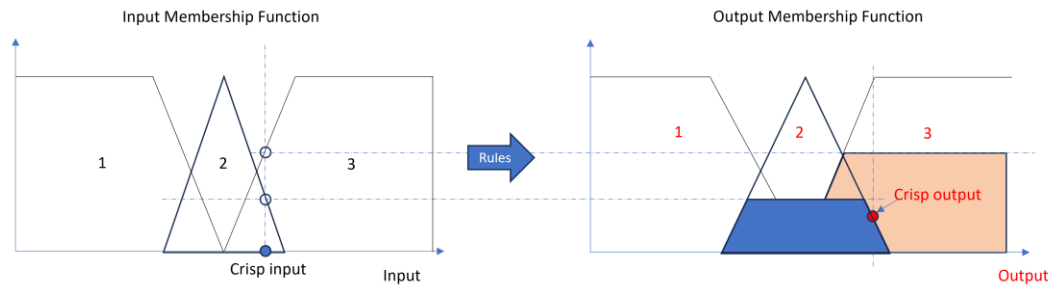 Input Membership Function
Output Membership Function
1
2
3
Rules
1
2
3
Crisp output
Crisp input
Input
Output